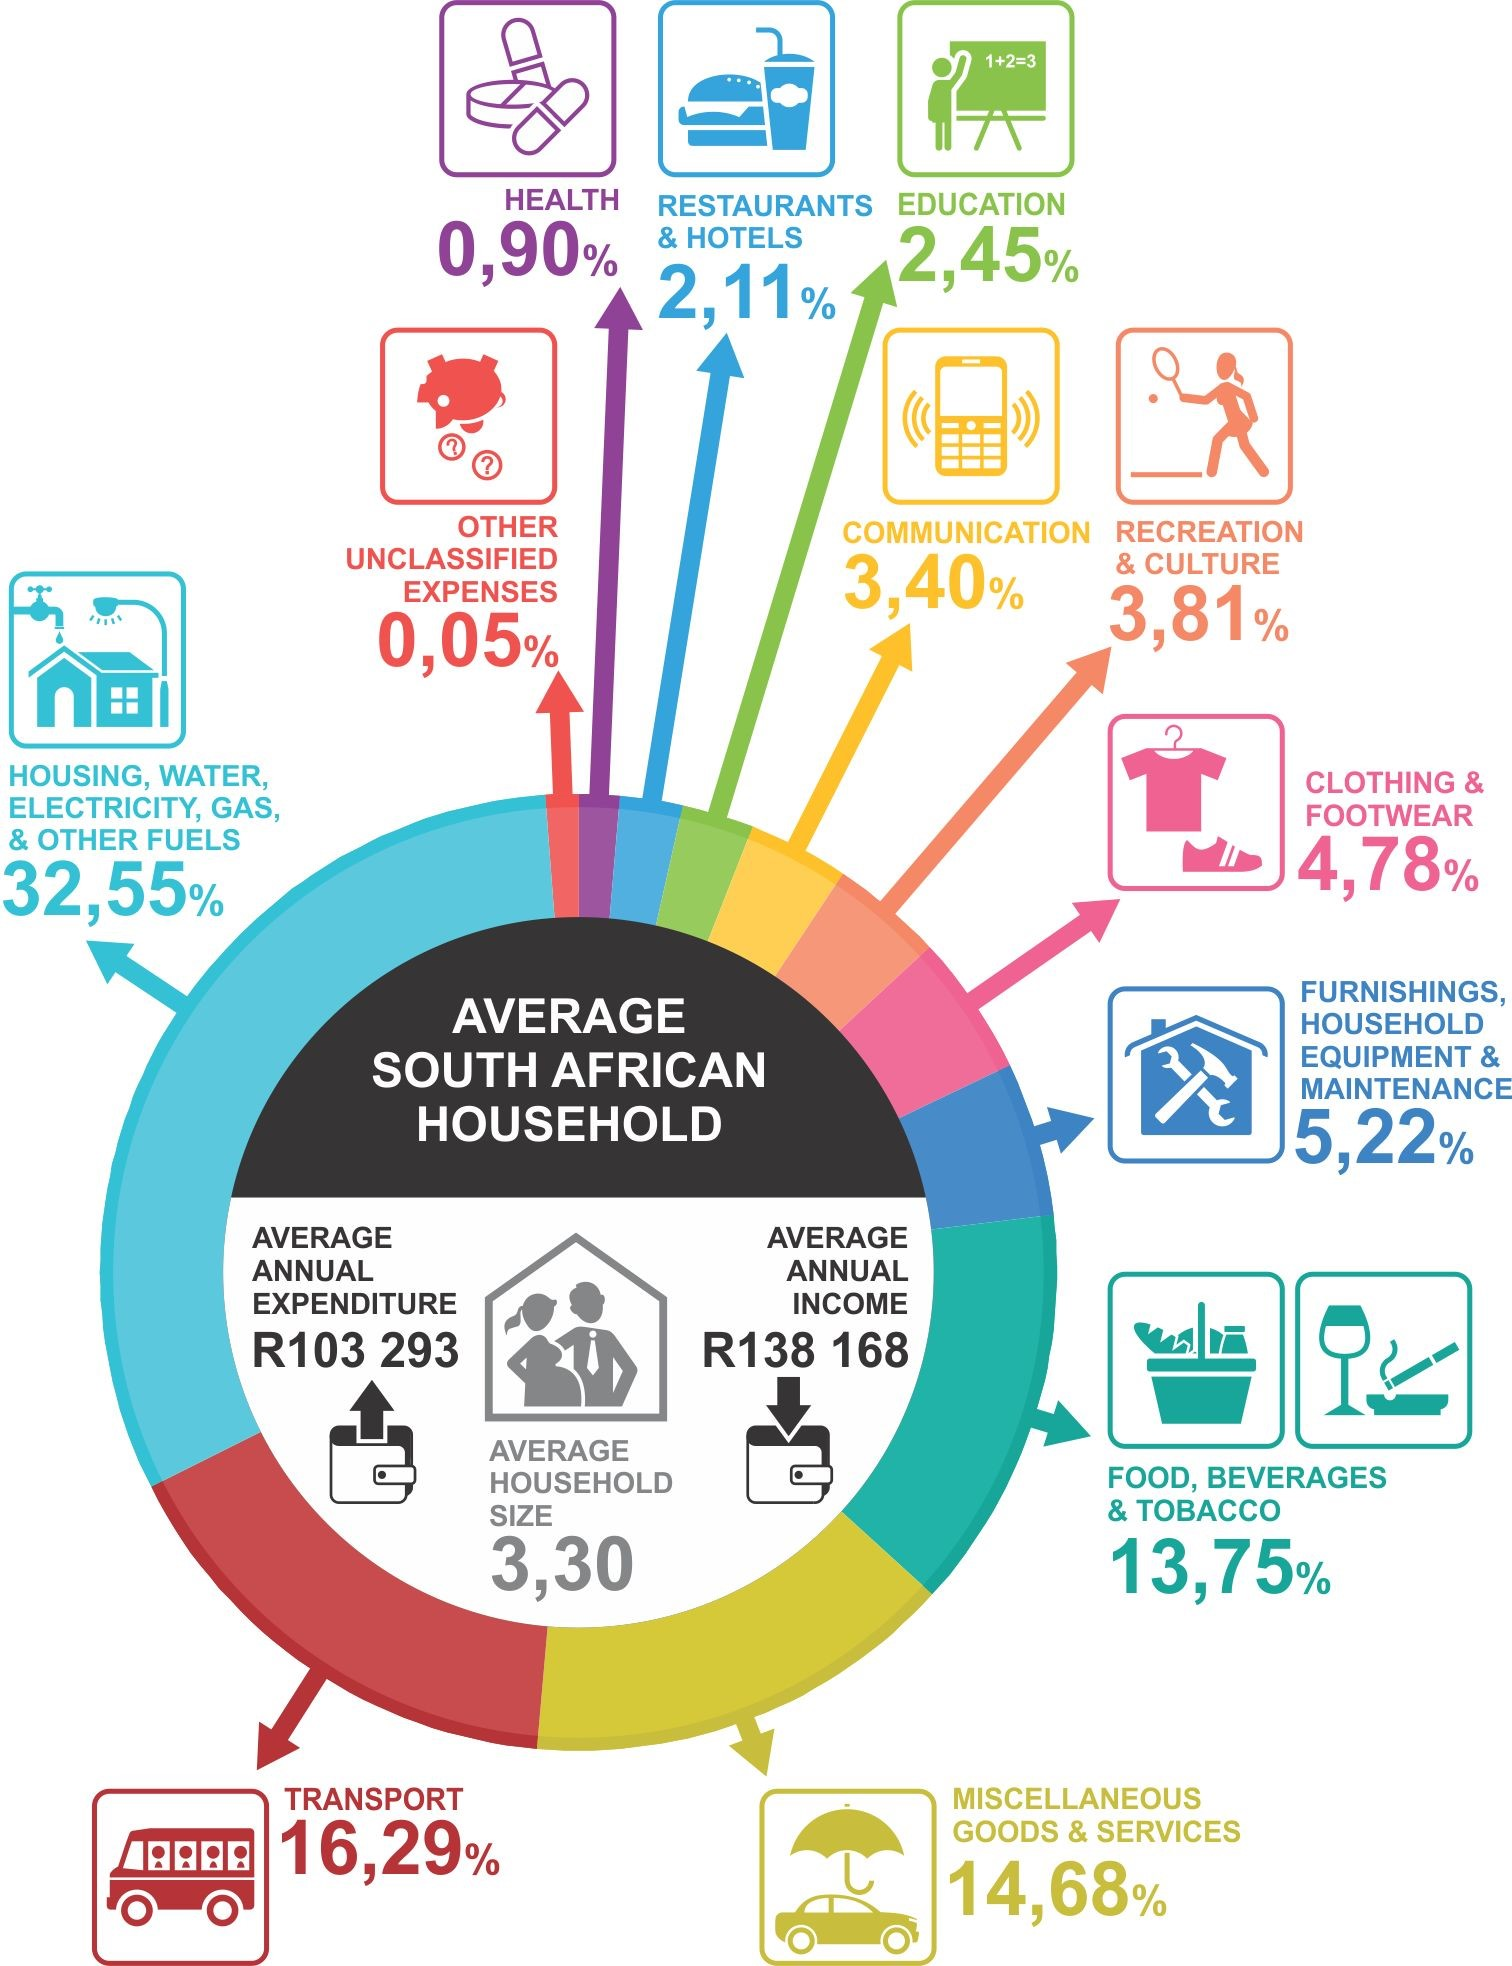 1+2=3
HEALTH
0,90%
RESTAURANTS
& HOTELS
2,11%
EDUCATION
2,45%
OTHER
UNCLASSIFIED
EXPENSES
0,05%
?
?
COMMUNICATION
3,40%
RECREATION
& CULTURE
3,81%
HOUSING, WATER,
ELECTRICITY, GAS,
& OTHER FUELS
32,55%
CLOTHING &
FOOTWEAR
4,78%
FURNISHINGS,
HOUSEHOLD
EQUIPMENT &
MAINTENANCE
5,22%
AVERAGE
SOUTH AFRICAN
HOUSEHOLD
AVERAGE
ANNUAL
EXPENDITURE
R103 293
AVERAGE
ANNUAL
INCOME
R138 168
AVERAGE
HOUSEHOLD
SIZE
3,30
FOOD, BEVERAGES
& TOBACCO
13,75%
TRANSPORT
16,29%
MISCELLANEOUS
GOODS & SERVICES
14,68%